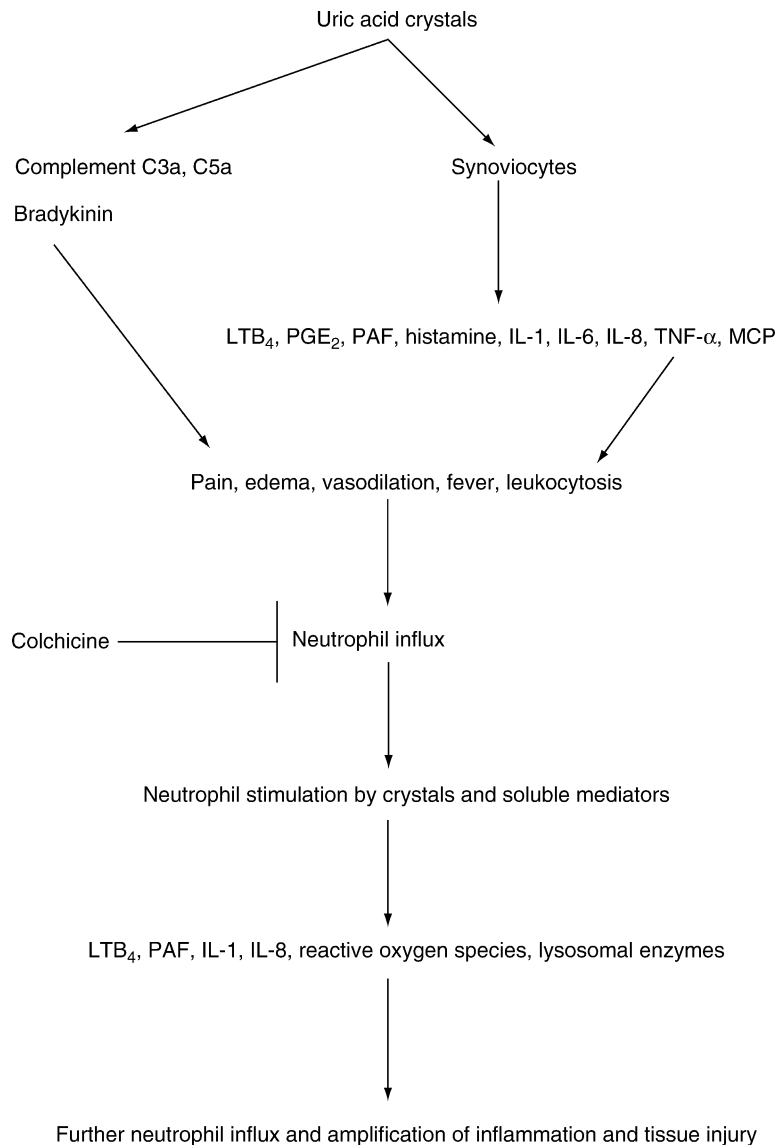 Uric acid crystals
Complement C3a, C5a
Synoviocytes
Bradykinin
LTB₄, PGE₂, PAF, histamine, IL-1, IL-6, IL-8, TNF-α, MCP
Pain, edema, vasodilation, fever, leukocytosis
Colchicine
Neutrophil influx
Neutrophil stimulation by crystals and soluble mediators
LTB₄, PAF, IL-1, IL-8, reactive oxygen species, lysosomal enzymes
Further neutrophil influx and amplification of inflammation and tissue injury